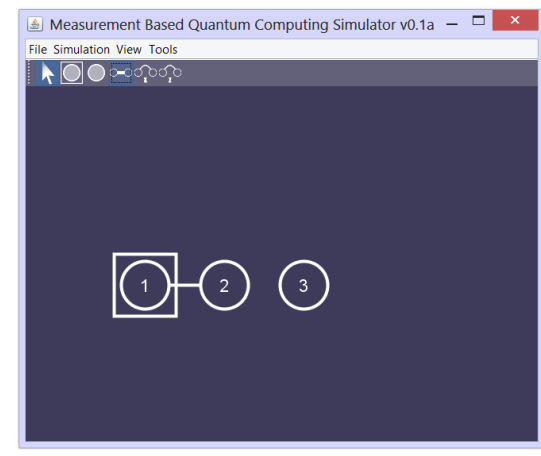 Measurement Based Quantum Computing Simulator v0.1a
File Simulation View Tools
1 2 3